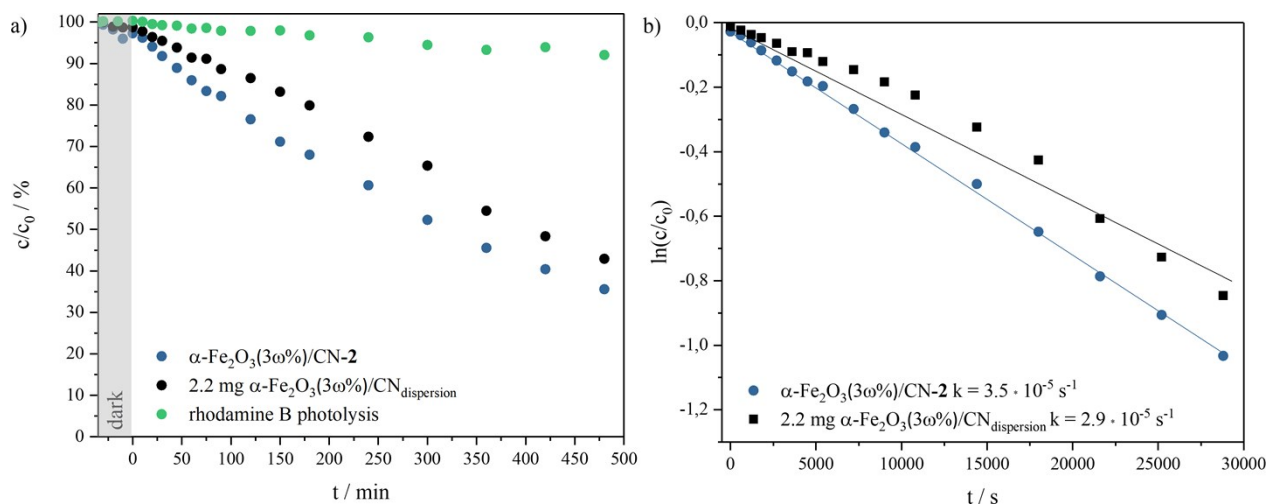 a)
100
90
80
70
60
50
40
30
20
10
0
c/c₀ / %
dark
α-Fe₂O₃(3ω%)/CN-2
2.2 mg α-Fe₂O₃(3ω%)/CNdispersion
rhodamine B photolysis
0 50 100 150 200 250 300 350 400 450 500
t / min
b)
0,0
-0,2
-0,4
-0,6
-0,8
-1,0
-1,2
ln(c/c₀)
α-Fe₂O₃(3ω%)/CN-2 k = 3.5 · 10⁻⁵ s⁻¹
2.2 mg α-Fe₂O₃(3ω%)/CNdispersion k = 2.9 · 10⁻⁵ s⁻¹
0 5000 10000 15000 20000 25000 30000
t / s